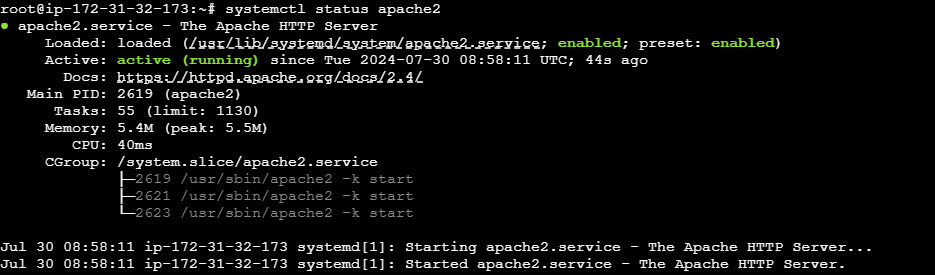 root@ip-172-31-32-173:~# systemctl status apache2
● apache2.service - The Apache HTTP Server
     Loaded: loaded (/usr/lib/systemd/system/apache2.service; enabled; preset: enabled)
     Active: active (running) since Tue 2024-07-30 08:58:11 UTC; 44s ago
       Docs: https://httpd.apache.org/docs/2.4/
   Main PID: 2619 (apache2)
      Tasks: 55 (limit: 1130)
     Memory: 5.4M (peak: 5.5M)
        CPU: 40ms
     CGroup: /system.slice/apache2.service
             ├─2619 /usr/sbin/apache2 -k start
             ├─2621 /usr/sbin/apache2 -k start
             └─2623 /usr/sbin/apache2 -k start
Jul 30 08:58:11 ip-172-31-32-173 systemd[1]: Starting apache2.service - The Apache HTTP Server...
Jul 30 08:58:11 ip-172-31-32-173 systemd[1]: Started apache2.service - The Apache HTTP Server.